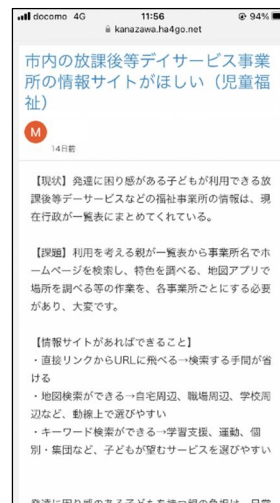 docomo 4G 11:56 94%
kanazawa.ha4go.net
市内の放課後等デイサービス事業
所の情報サイトがほしい（児童福
祉）
M
14日前
【現状】発達に困り感がある子どもが利用できる放
課後等デーサービスなどの福祉事業所の情報は、現
在行政が一覧表にまとめてくれている。
【課題】利用を考える親が一覧表から事業所名でホ
ームページを検索し、特色を調べる、地図アプリで
場所を調べる等の作業を、各事業所ごとにする必要
があり、大変です。
【情報サイトがあればできること】
・直接リンクからURLに飛べる→検索する手間が省
ける
・地図検索ができる→自宅周辺、職場周辺、学校周
辺など、動線上で選びやすい
・キーワード検索ができる→学習支援、運動、個
別・集団など、子どもが望むサービスを選びやすい